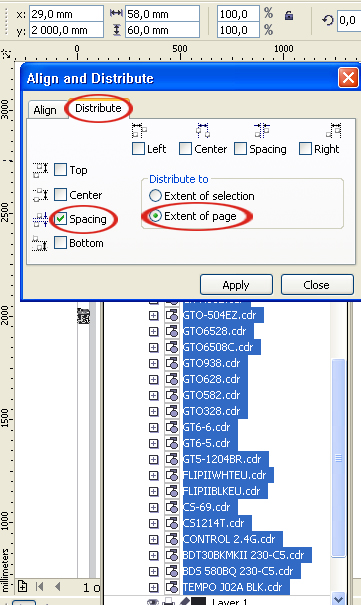 x: 29,0 mm 58,0 mm 100,0 % 0,0
y: 2 000,0 mm 60,0 mm 100,0 %
0 500 1000
Align and Distribute
Align Distribute
Left Center Spacing Right
Top
Center
Spacing
Bottom
Distribute to
Extent of selection
Extent of page
Apply Close
3000
2500
2000
1500
1000
millimeters
GTO-504EZ.cdr
GTO6528.cdr
GTO6508C.cdr
GTO938.cdr
GTO628.cdr
GTO582.cdr
GTO328.cdr
GT6-6.cdr
GT6-5.cdr
GT5-1204BR.cdr
FLIPIIWHTEU.cdr
FLIPIIBLKEU.cdr
CS-69.cdr
CS1214T.cdr
CONTROL 2.4G.cdr
BDT30BKMKII 230-C5.cdr
BDS 580BQ 230-C5.cdr
TEMPO J02A BLK.cdr
1 o
Layer 1